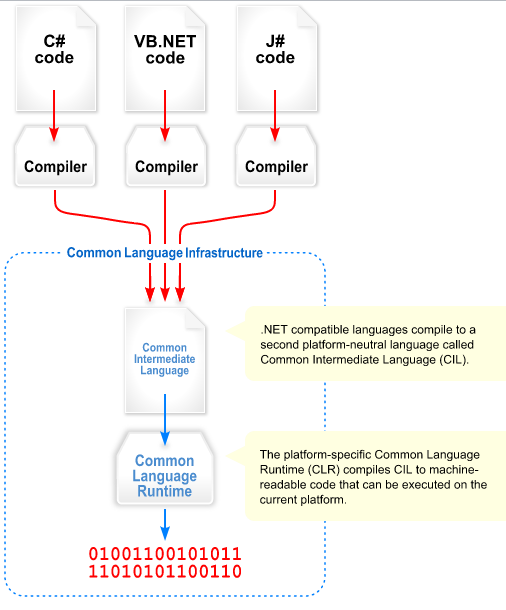 C#
code
VB.NET
code
J#
code
Compiler
Compiler
Compiler
Common Language Infrastructure
Common
Intermediate
Language
.NET compatible languages compile to a
second platform-neutral language called
Common Intermediate Language (CIL).
Common
Language
Runtime
The platform-specific Common Language
Runtime (CLR) compiles CIL to machine-
readable code that can be executed on the
current platform.
01001100101011
11010101100110